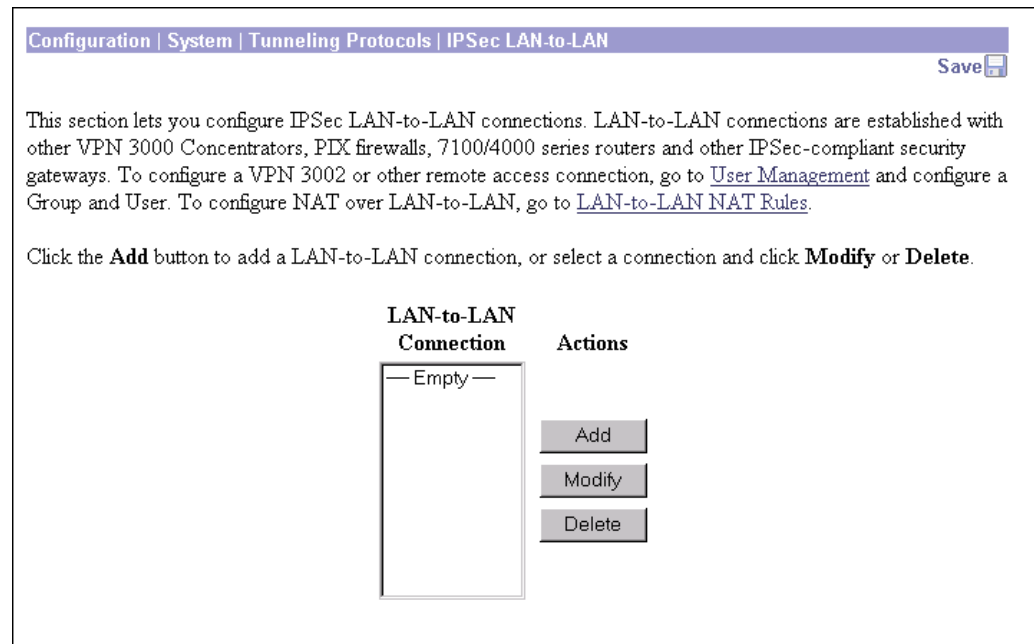 Configuration | System | Tunneling Protocols | IPSec LAN-to-LAN
Save
This section lets you configure IPSec LAN-to-LAN connections. LAN-to-LAN connections are established with
other VPN 3000 Concentrators, PIX firewalls, 7100/4000 series routers and other IPSec-compliant security
gateways. To configure a VPN 3002 or other remote access connection, go to User Management and configure a
Group and User. To configure NAT over LAN-to-LAN, go to LAN-to-LAN NAT Rules.
Click the Add button to add a LAN-to-LAN connection, or select a connection and click Modify or Delete.
LAN-to-LAN
Connection
Actions
— Empty —
Add
Modify
Delete